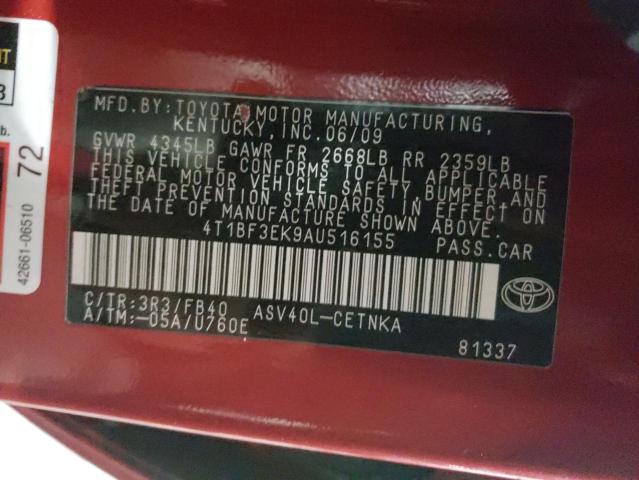 MFD.BY:TOYOTA MOTOR MANUFACTURING,
KENTUCKY, INC.06/09
GVWR 4345LB GAWR FR 2668LB RR 2359LB
THIS VEHICLE CONFORMS TO ALL APPLICABLE
FEDERAL MOTOR VEHICLE SAFETY, BUMPER AND
THEFT PREVENTION STANDARDS IN EFFECT ON
THE DATE OF MANUFACTURE SHOWN ABOVE.
4T1BF3EK9AU516155 PASS.CAR
C/TR:3R3/FB40 ASV40L-CETNKA
A/TM:-05A/U760E
81337
72
42661-06510
b.